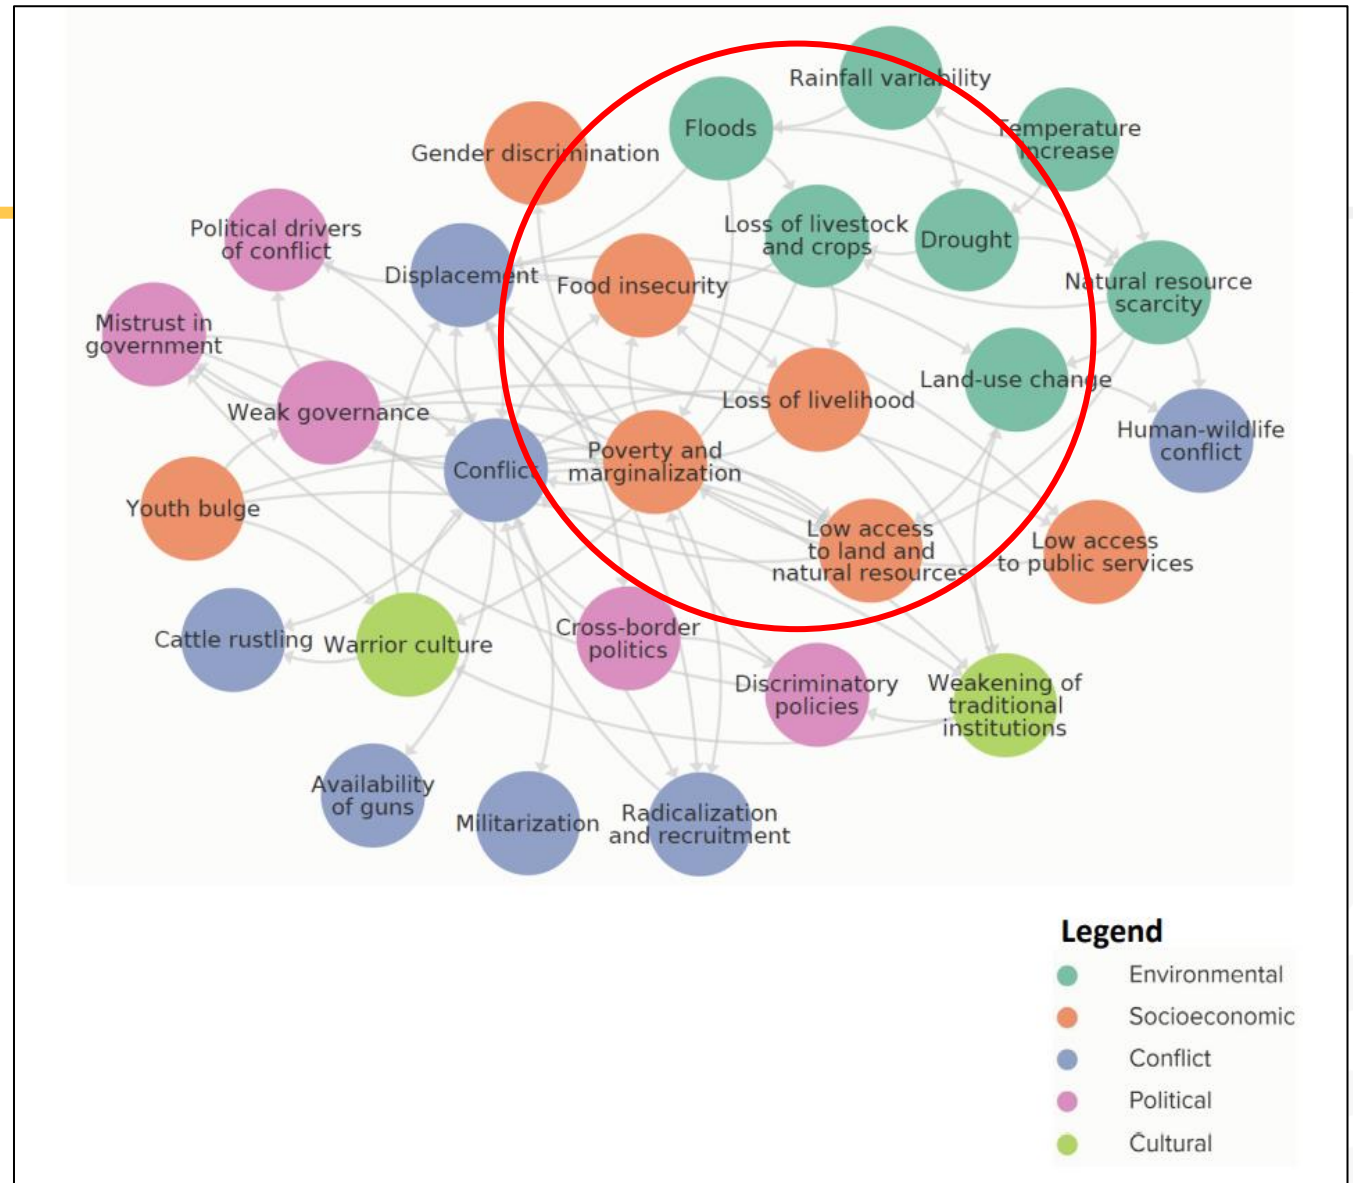 Rainfall variability
Floods
Temperature
increase
Gender discrimination
Political drivers
of conflict
Loss of livestock
and crops
Drought
Displacement
Food insecurity
Natural resource
scarcity
Mistrust in
government
Land-use change
Loss of livelihood
Weak governance
Human-wildlife
conflict
Poverty and
marginalization
Conflict
Youth bulge
Low access
to land and
natural resources
Low access
to public services
Cattle rustling
Warrior culture
Cross-border
politics
Discriminatory
policies
Weakening of
traditional
institutions
Availability
of guns
Militarization
Radicalization
and recruitment
Legend
Environmental
Socioeconomic
Conflict
Political
Cultural